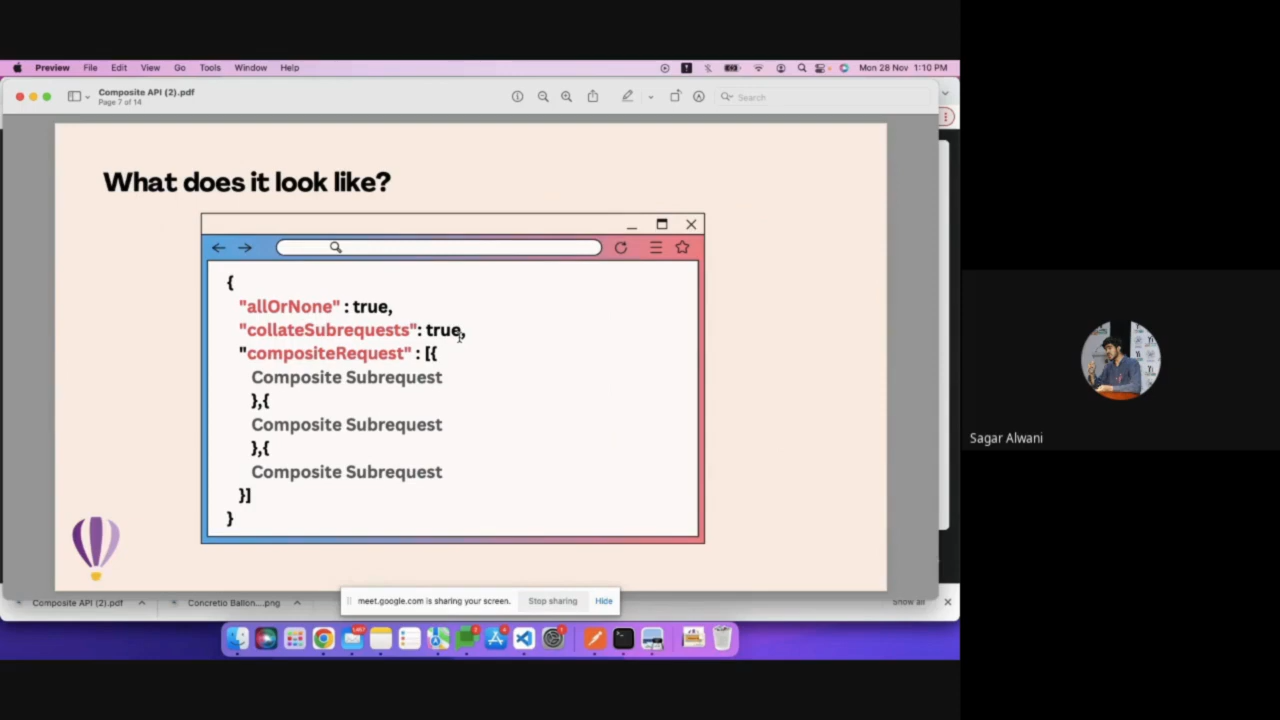 Preview File Edit View Go Tools Window Help
Mon 28 Nov 1:10 PM
Composite API (2).pdf
Page 7 of 14
Search
What does it look like?
{
"allOrNone" : true,
"collateSubrequests": true,
"compositeRequest" : [{
Composite Subrequest
},{
Composite Subrequest
},{
Composite Subrequest
}]
}
Sagar Alwani
meet.google.com is sharing your screen. Stop sharing Hide
Composite API (2).pdf Concretio Ballon....png Show all